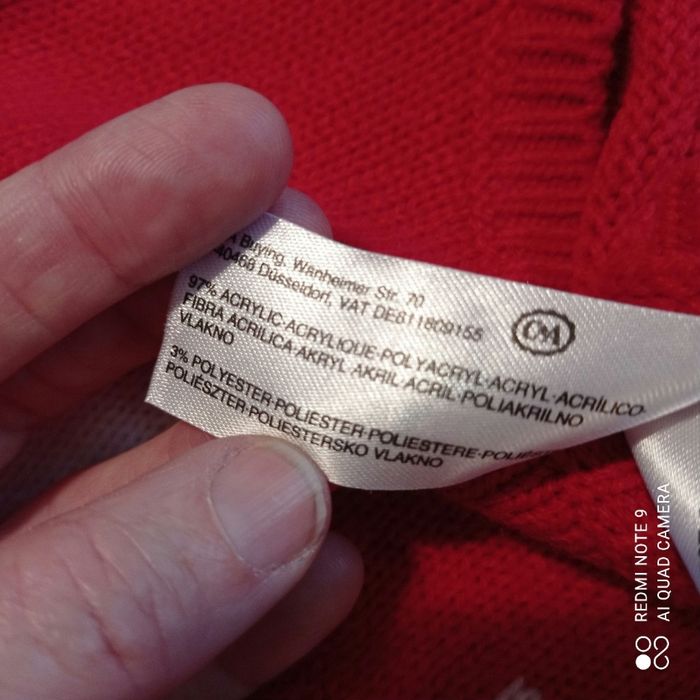 A Buying, Wanheimer Str. 70
40468 Düsseldorf, VAT DE811809155
C&A
97% ACRYLIC·ACRYLIQUE·POLYACRYL·ACRYL·ACRÍLICO·
FIBRA ACRILICA·AKRYL·AKRIL·ACRIL·POLIAKRILNO
VLAKNO
3% POLYESTER·POLIESTER·POLIESTERE·
POLIÉSZTER·POLIESTERSKO VLAKNO
REDMI NOTE 9
AI QUAD CAMERA